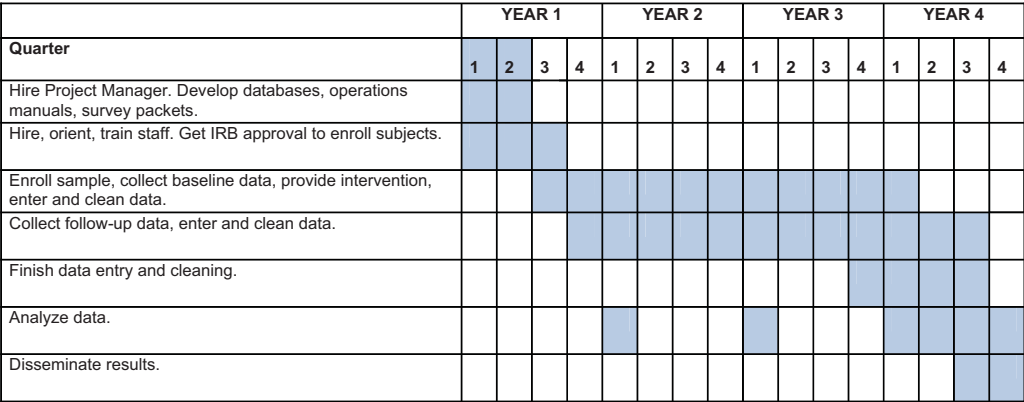 YEAR 1 YEAR 2 YEAR 3 YEAR 4
Quarter
1 2 3 4 1 2 3 4 1 2 3 4 1 2 3 4
Hire Project Manager. Develop databases, operations
manuals, survey packets.
Hire, orient, train staff. Get IRB approval to enroll subjects.
Enroll sample, collect baseline data, provide intervention,
enter and clean data.
Collect follow-up data, enter and clean data.
Finish data entry and cleaning.
Analyze data.
Disseminate results.